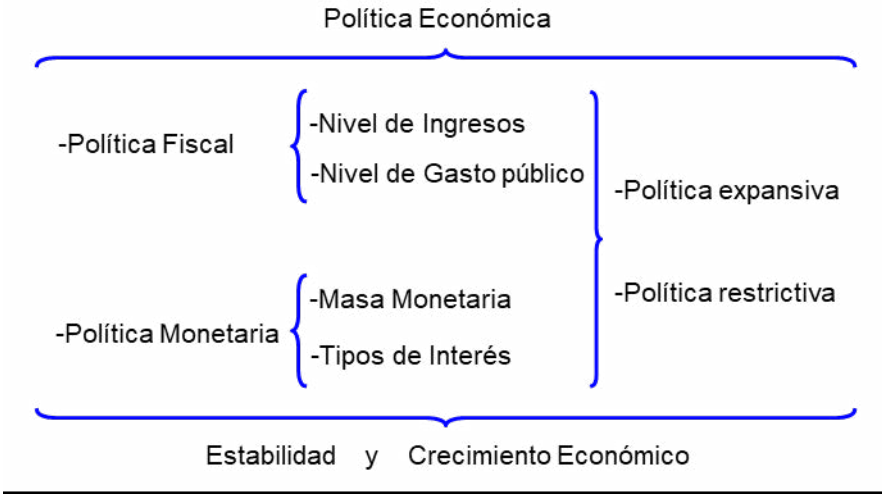 Política Económica
-Política Fiscal
-Nivel de Ingresos
-Nivel de Gasto público
-Política Monetaria
-Masa Monetaria
-Tipos de Interés
-Política expansiva
-Política restrictiva
Estabilidad y Crecimiento Económico